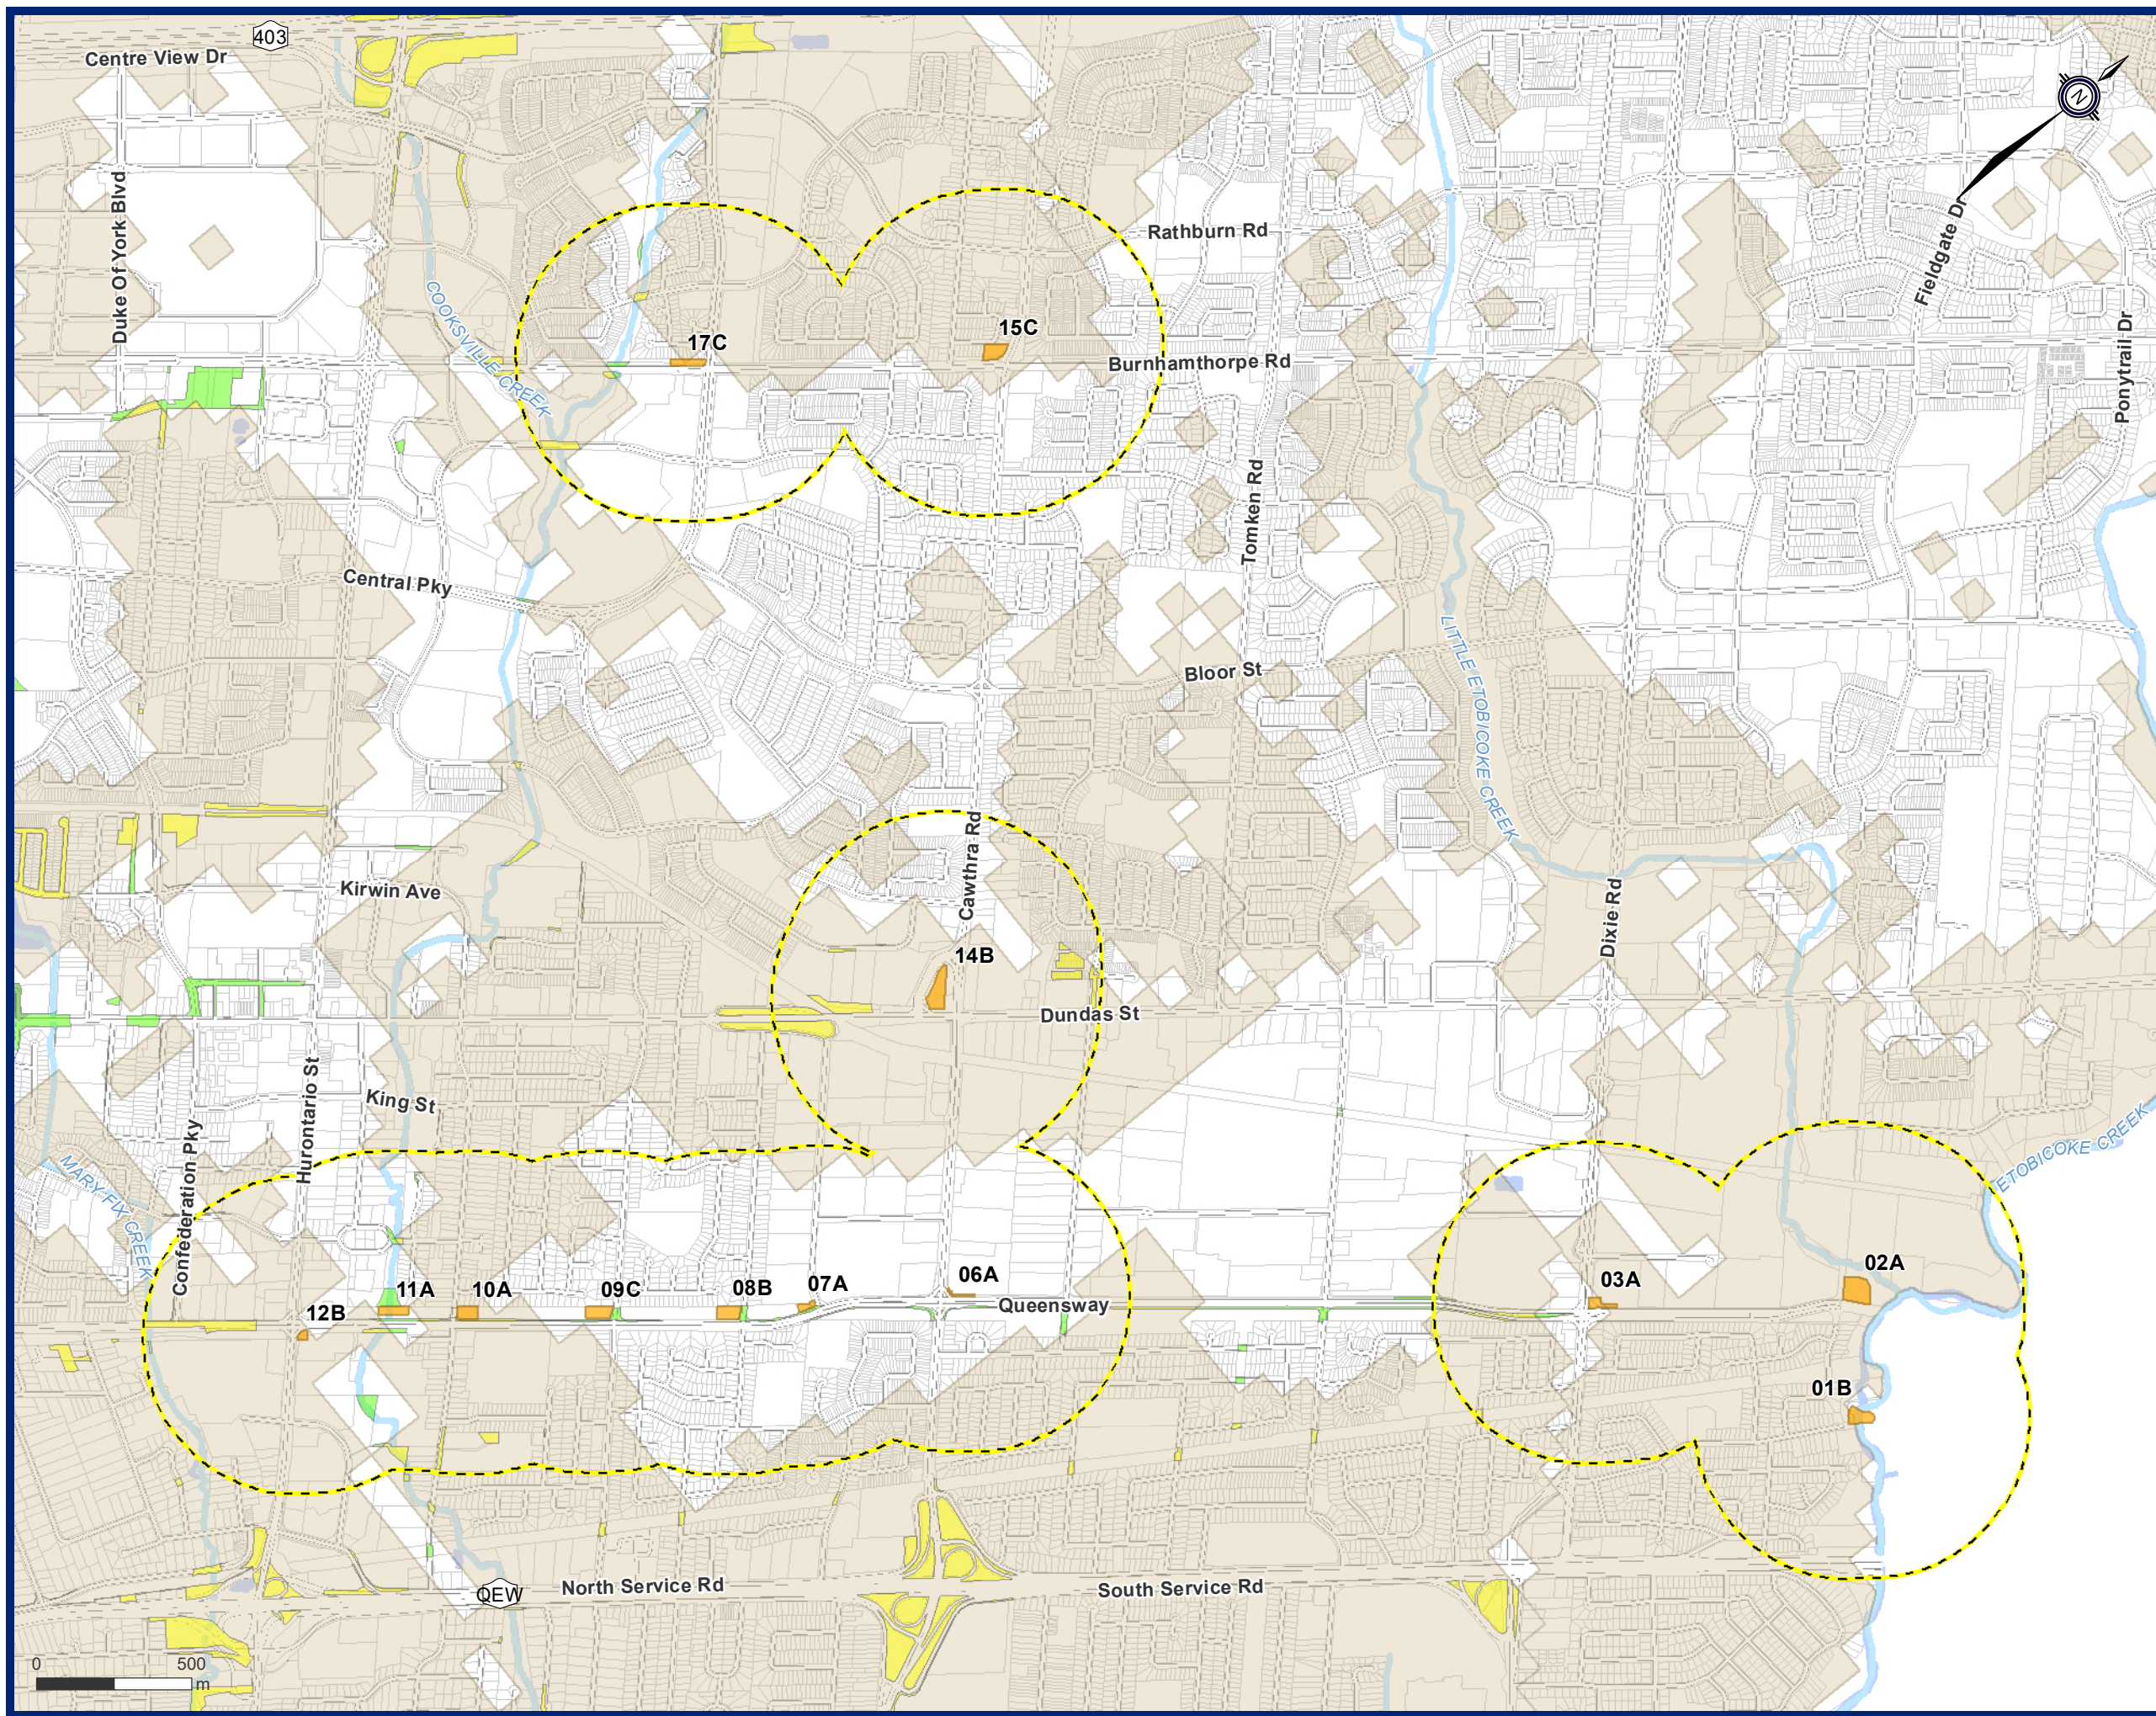 403
Centre View Dr
N
Duke Of York Blvd
Rathburn Rd
Fieldgate Dr
COOKSVILLE CREEK
17C
15C
Burnhamthorpe Rd
Ponytrail Dr
Tomken Rd
Central Pky
Bloor St
LITTLE ETOBICOKE CREEK
Kirwin Ave
Cawthra Rd
Dixie Rd
14B
Dundas St
Hurontario St
King St
Confederation Pky
MARY FIX CREEK
ETOBICOKE CREEK
12B
11A
10A
09C
08B
07A
06A
Queensway
03A
02A
01B
QEW
North Service Rd
South Service Rd
0 500
m